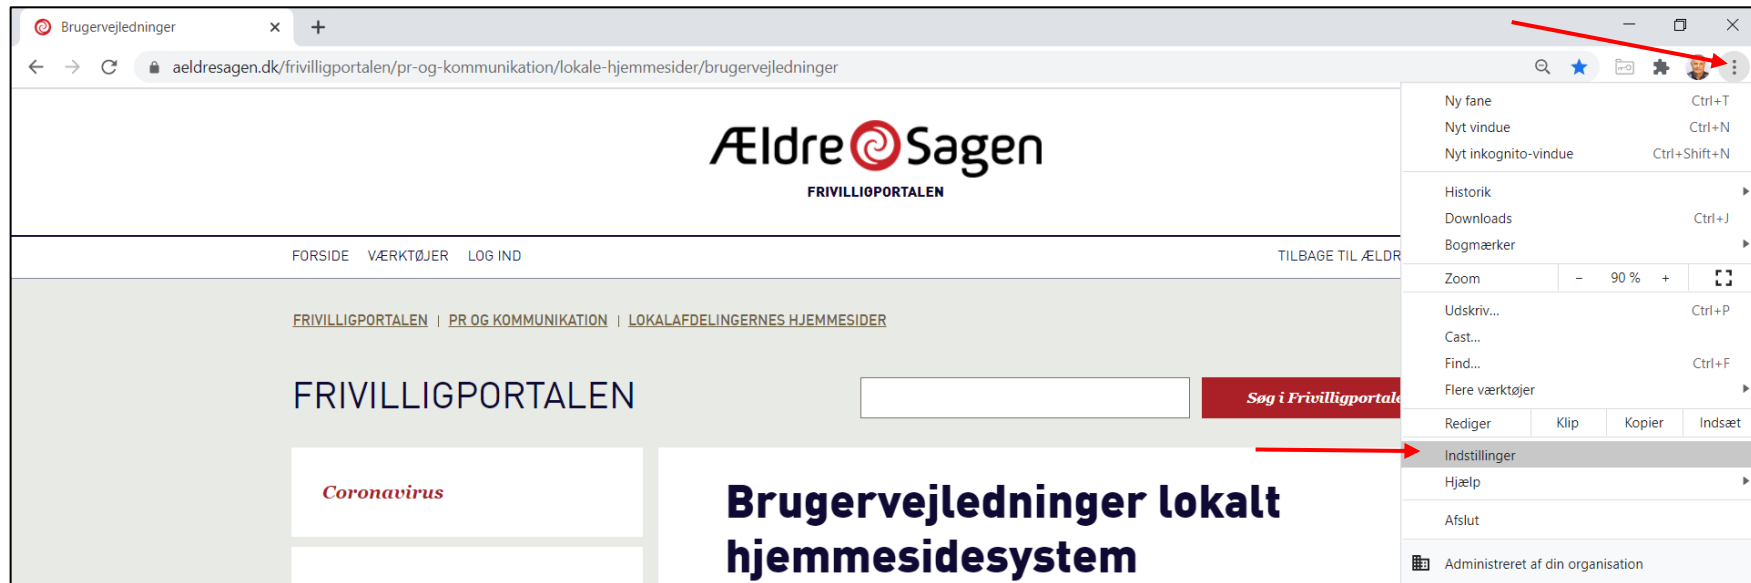 Brugervejledninger
aeldresagen.dk/frivilligportalen/pr-og-kommunikation/lokale-hjemmesider/brugervejledninger
Ny fane Ctrl+T
Nyt vindue Ctrl+N
Nyt inkognito-vindue Ctrl+Shift+N
Historik
Downloads Ctrl+J
Bogmærker
Zoom - 90 % +
Udskriv... Ctrl+P
Cast...
Find... Ctrl+F
Flere værktøjer
Rediger Klip Kopier Indsæt
Indstillinger
Hjælp
Afslut
Administreret af din organisation
Ældre Sagen
FRIVILLIGPORTALEN
FORSIDE VÆRKTØJER LOG IND TILBAGE TIL ÆLDR
FRIVILLIGPORTALEN | PR OG KOMMUNIKATION | LOKALAFDELINGERNES HJEMMESIDER
FRIVILLIGPORTALEN
Søg i Frivilligportale
Coronavirus
Brugervejledninger lokalt
hjemmesidesystem